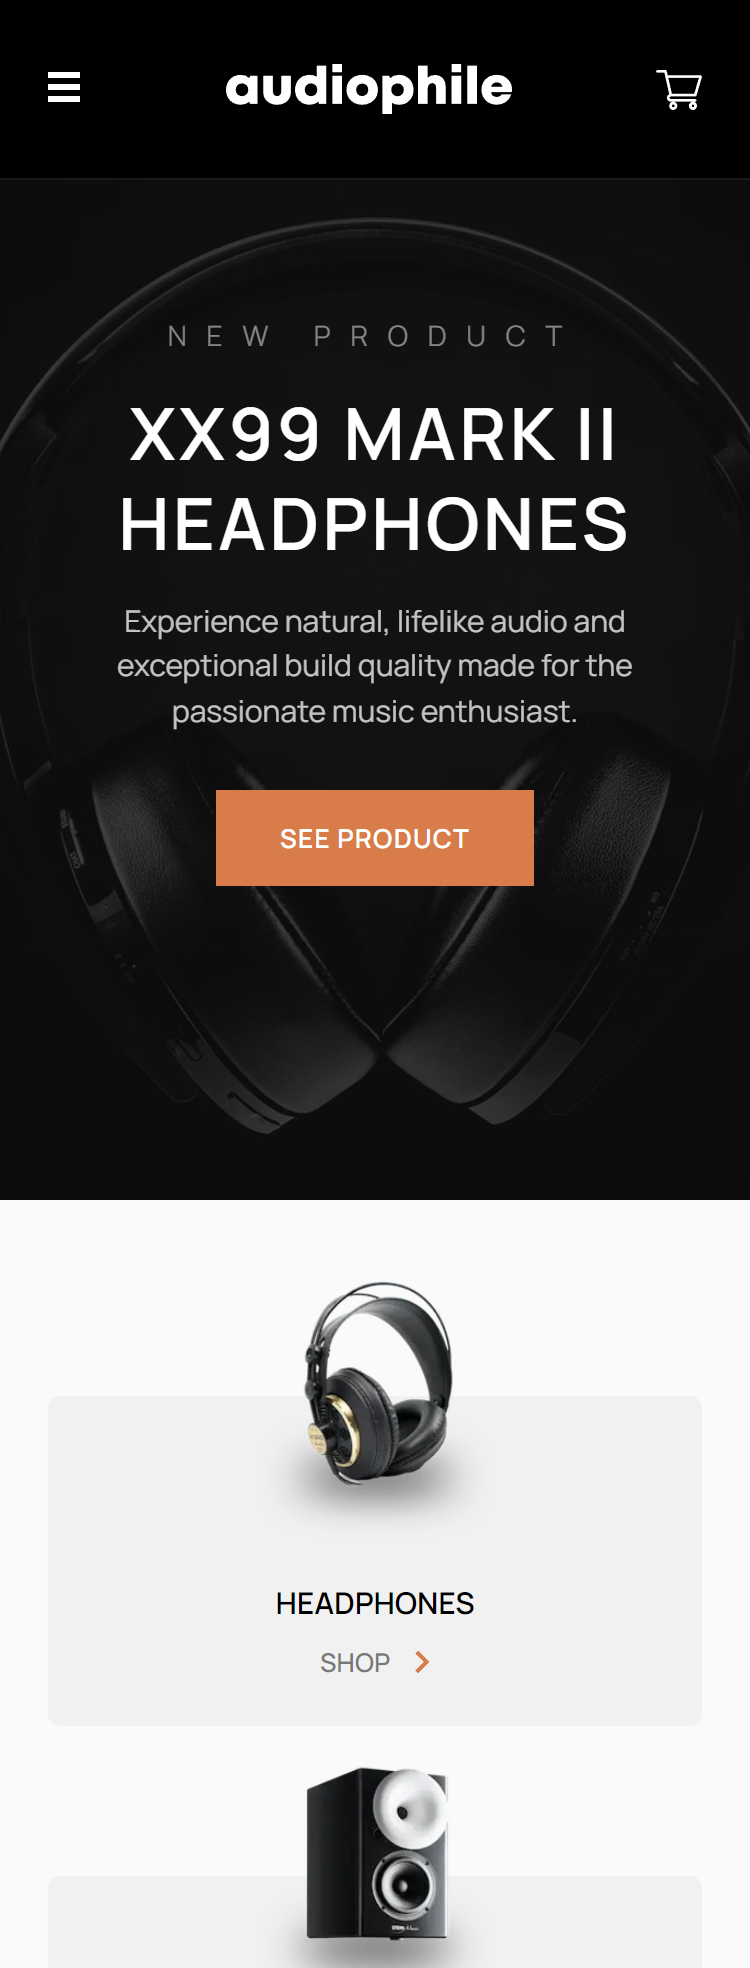 audiophile
NEW PRODUCT
XX99 MARK II
HEADPHONES
Experience natural, lifelike audio and
exceptional build quality made for the
passionate music enthusiast.
SEE PRODUCT
HEADPHONES
SHOP